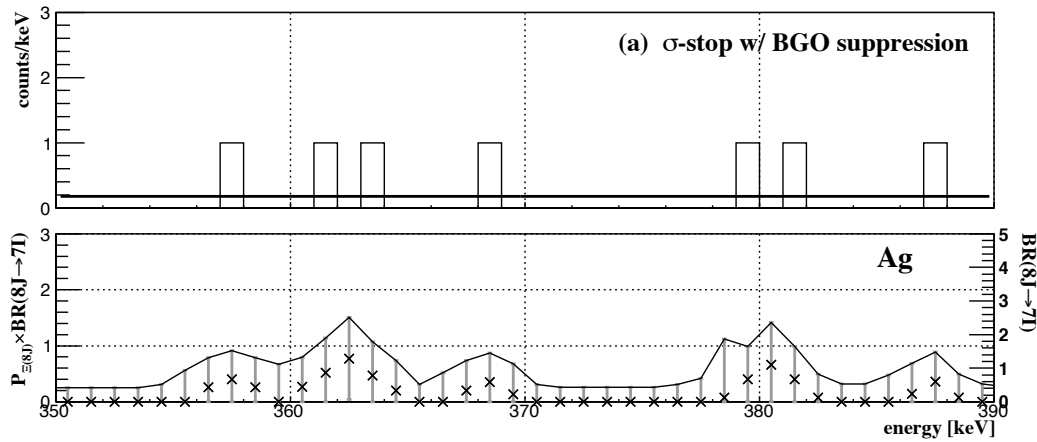 counts/keV
3
2
1
0
(a) σ-stop w/ BGO suppression
P_{Ξ(8J)}×BR(8J→7I)
3
2
1
0
Ag
5
4
3
2
1
0
BR(8J→7I)
350 360 370 380 390
energy [keV]